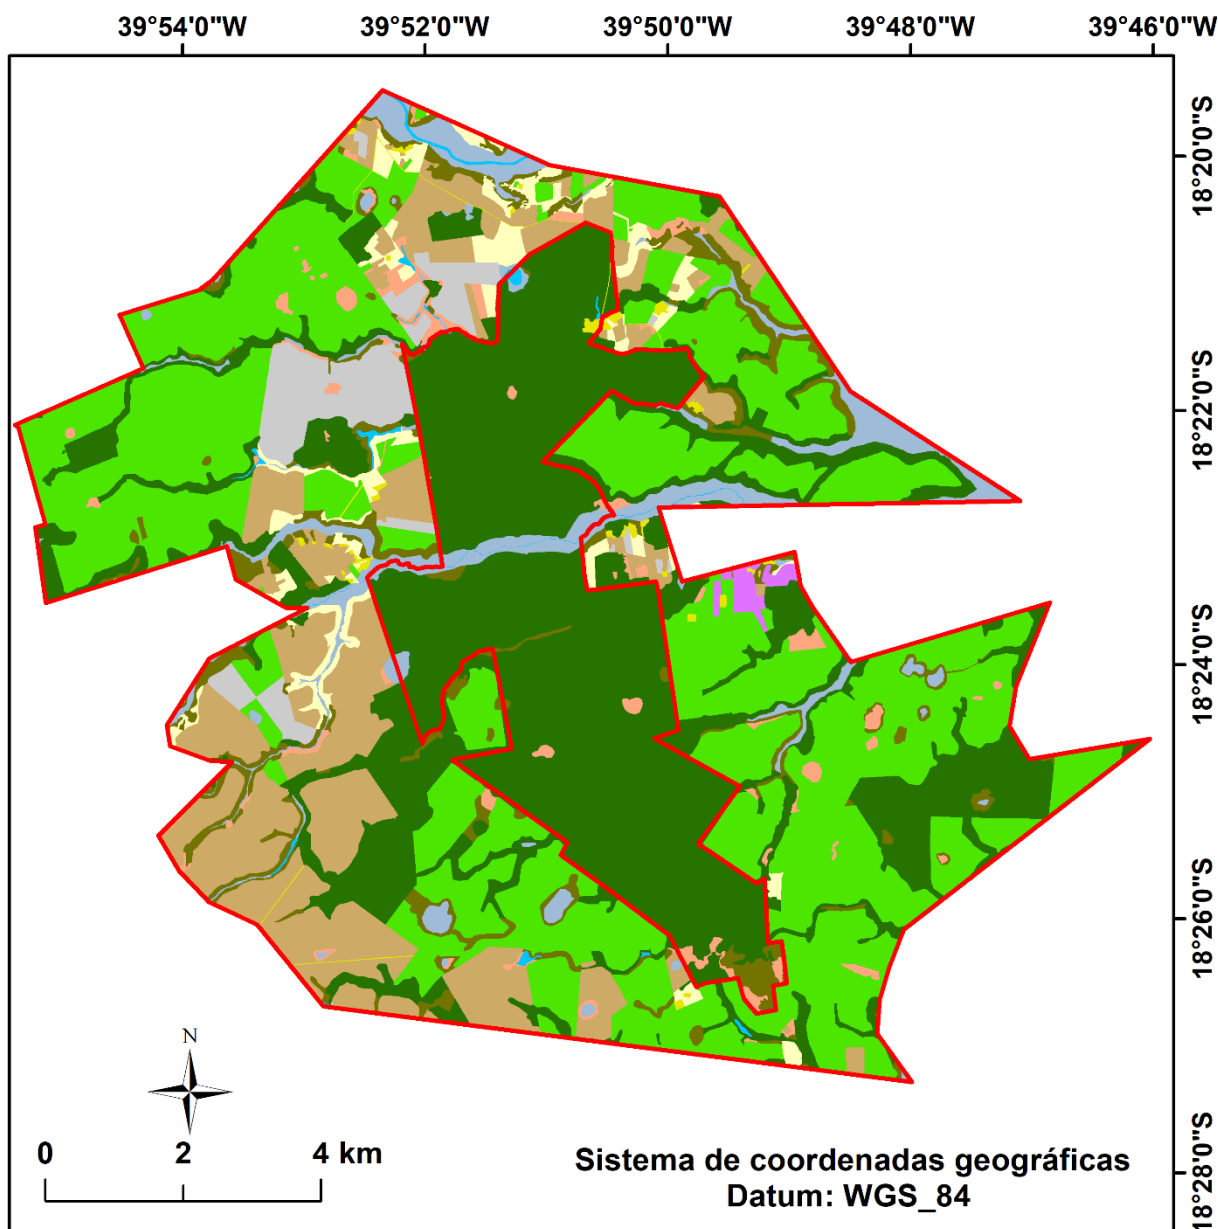 39°54'0"W 39°52'0"W 39°50'0"W 39°48'0"W 39°46'0"W
18°20'0"S
18°22'0"S
18°24'0"S
18°26'0"S
18°28'0"S
N
0 2 4 km
Sistema de coordenadas geográficas
Datum: WGS_84